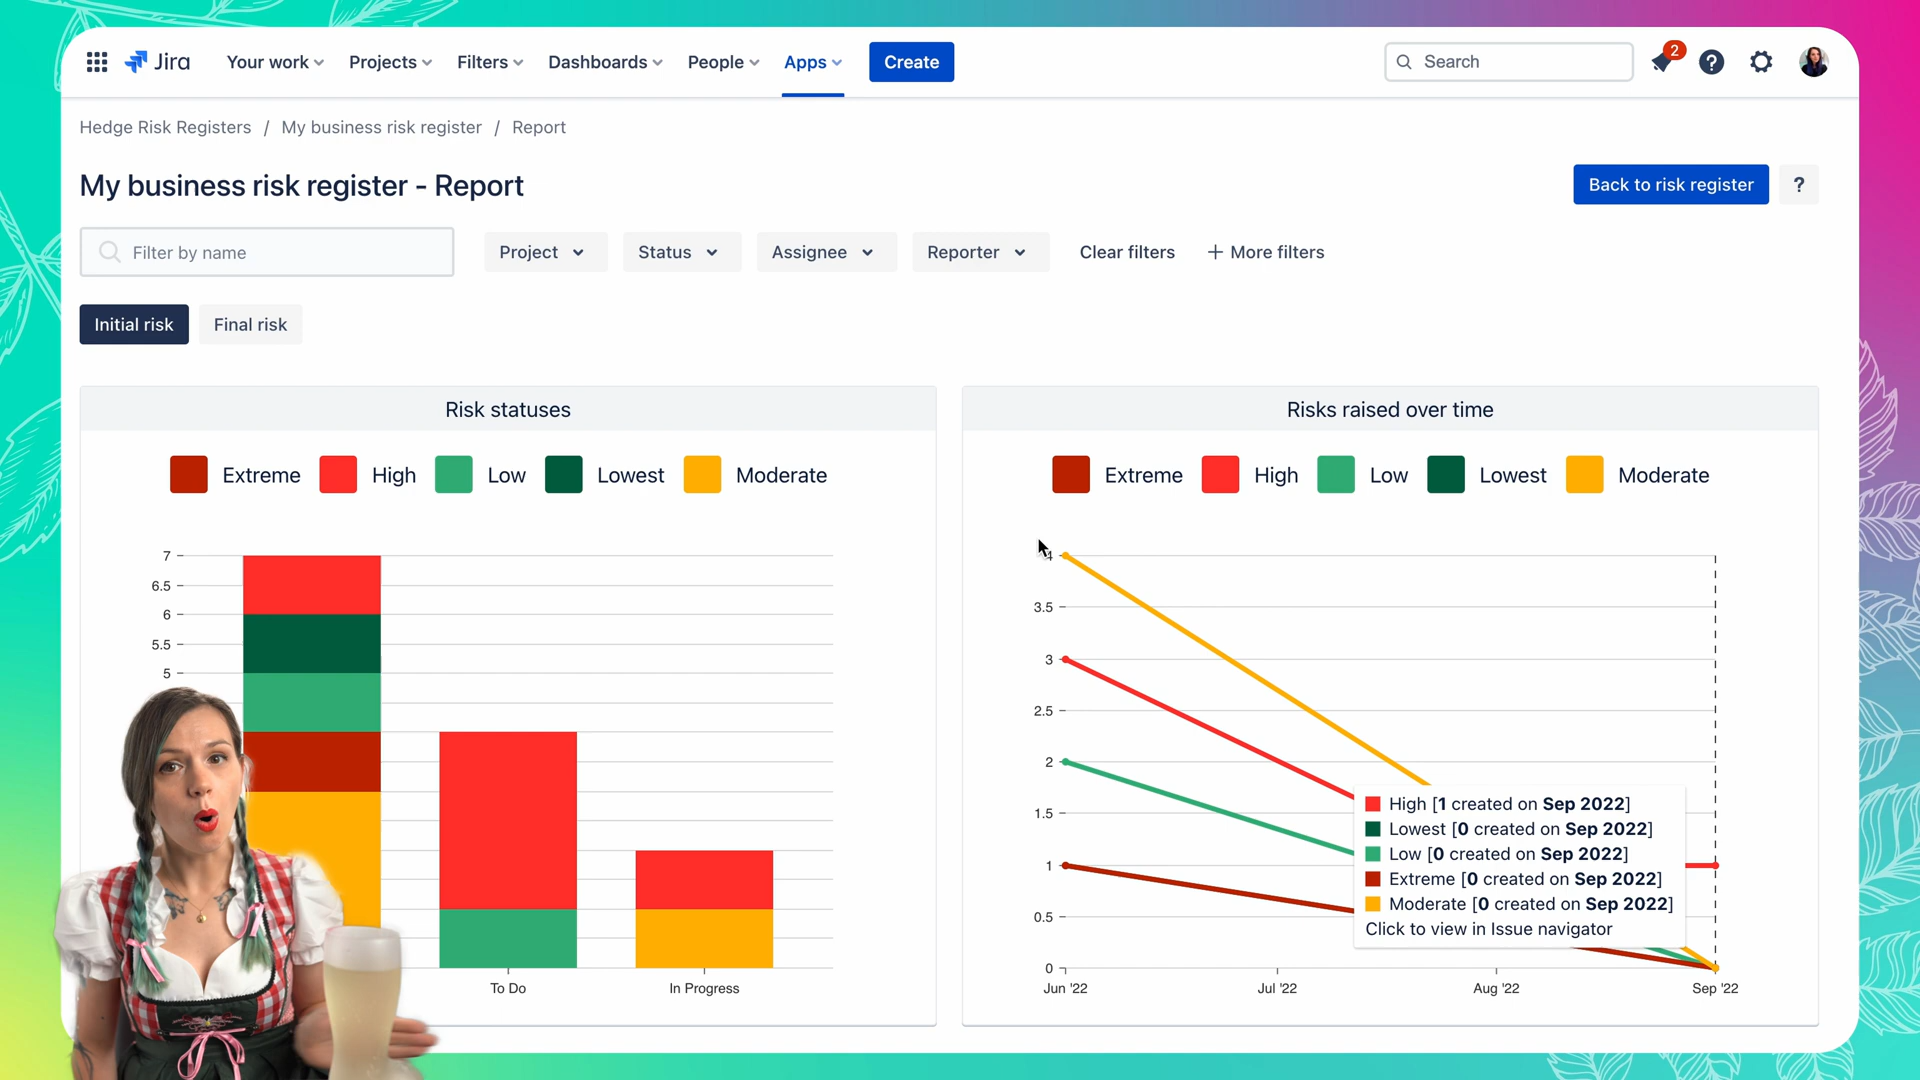 Jira
Your work
Projects
Filters
Dashboards
People
Apps
Create
Search
2
?
Hedge Risk Registers / My business risk register / Report
My business risk register - Report
Back to risk register
?
Filter by name
Project
Status
Assignee
Reporter
Clear filters
+ More filters
Initial risk
Final risk
Risk statuses
Extreme High Low Lowest Moderate
7
6.5
6
5.5
5
To Do
In Progress
Risks raised over time
Extreme High Low Lowest Moderate
4
3.5
3
2.5
2
1.5
1
0.5
0
High [1 created on Sep 2022]
Lowest [0 created on Sep 2022]
Low [0 created on Sep 2022]
Extreme [0 created on Sep 2022]
Moderate [0 created on Sep 2022]
Click to view in Issue navigator
Jun '22 Jul '22 Aug '22 Sep '22